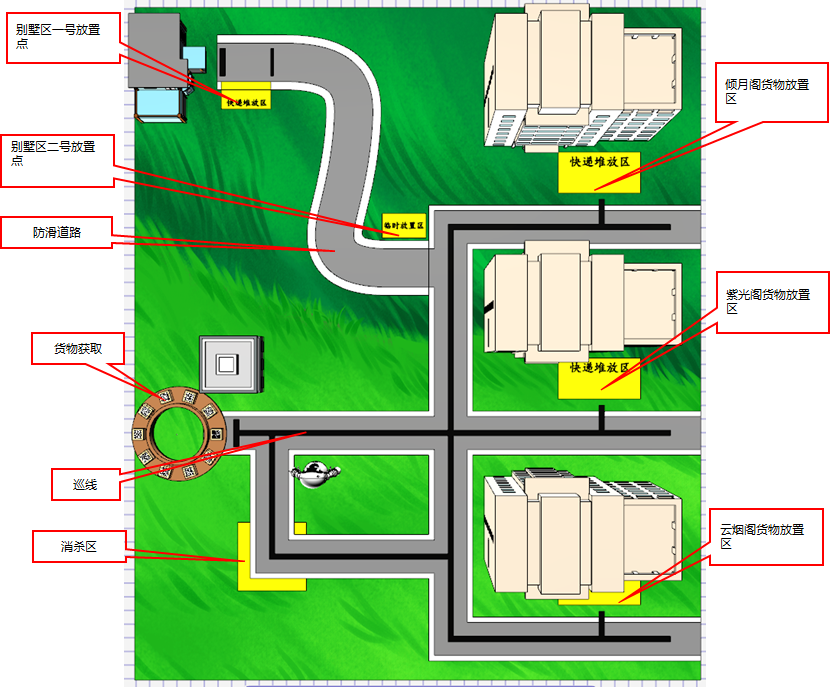 别墅区一号放置
点
快递堆放区
倾月阁货物放置
区
快递堆放区
别墅区二号放置
点
临时放置区
防滑道路
紫光阁货物放置
区
快递堆放区
货物获取
巡线
消杀区
云烟阁货物放置
区